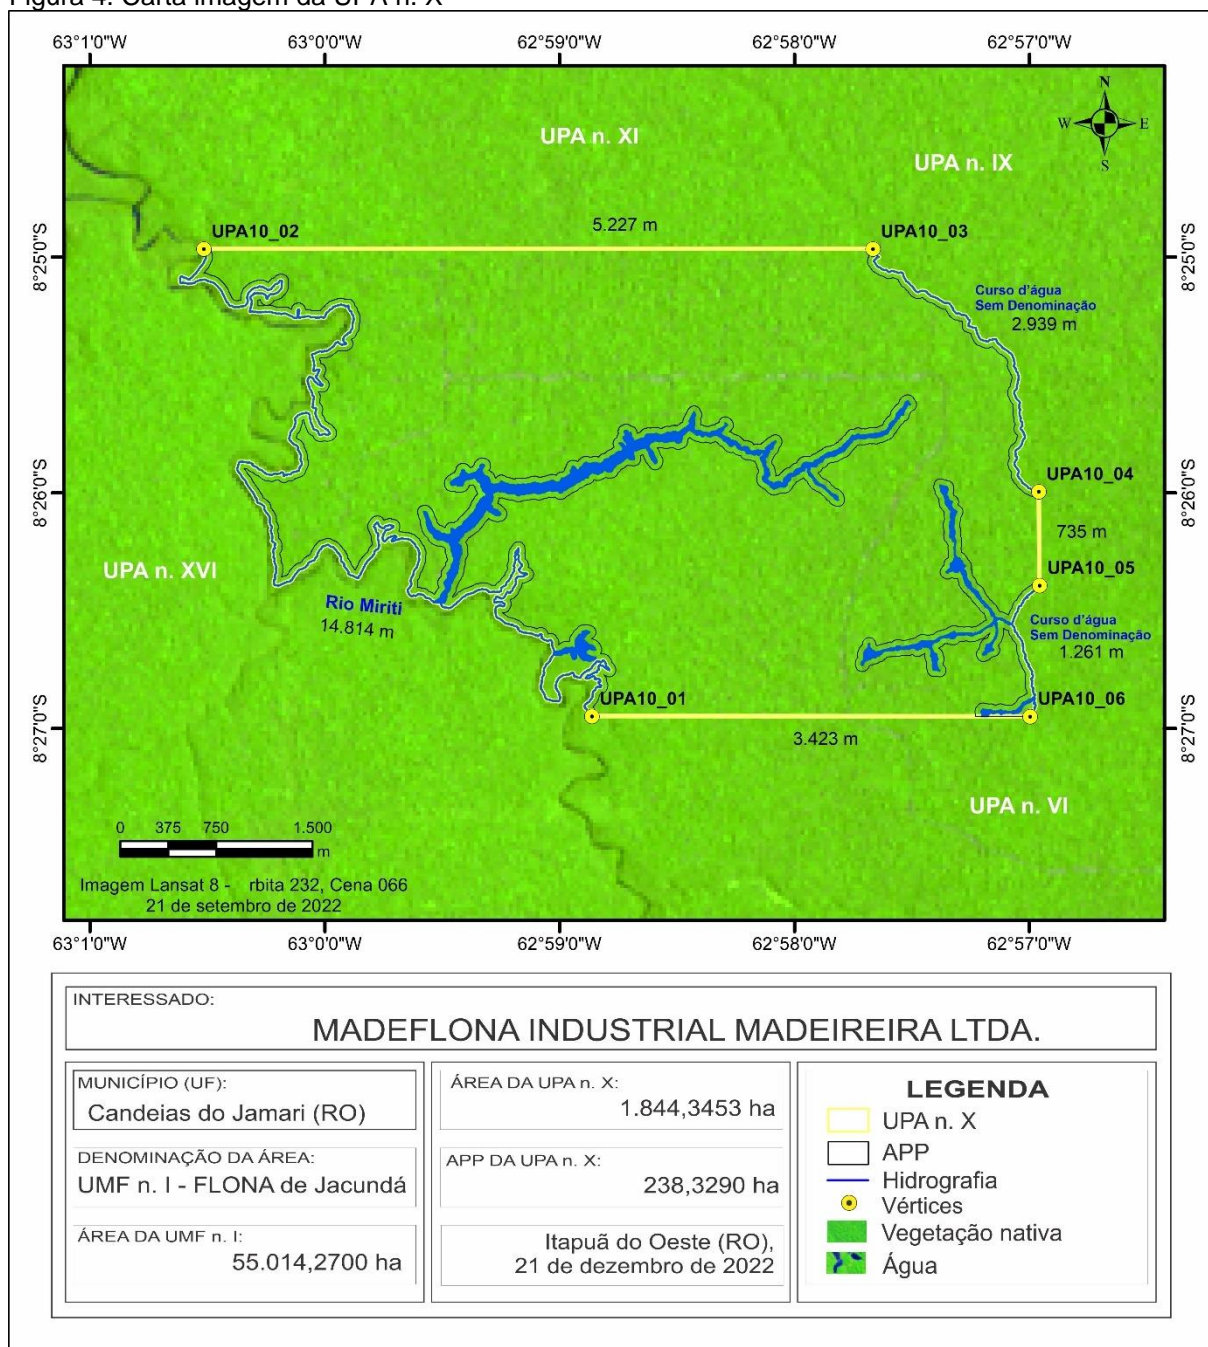 Figura 4: Carta imagem da UPA n. X
63°1'0"W 63°0'0"W 62°59'0"W 62°58'0"W 62°57'0"W
N
W E
S
UPA n. XI
UPA n. IX
UPA10_02
5.227 m
UPA10_03
8°25'0"S
8°25'0"S
Curso d'água
Sem Denominação
2.939 m
UPA10_04
8°26'0"S
8°26'0"S
735 m
UPA n. XVI
UPA10_05
Rio Miriti
14.814 m
Curso d'água
Sem Denominação
1.261 m
UPA10_01
UPA10_06
8°27'0"S
8°27'0"S
3.423 m
UPA n. VI
0 375 750 1.500
m
Imagem Lansat 8 - rbita 232, Cena 066
21 de setembro de 2022
63°1'0"W 63°0'0"W 62°59'0"W 62°58'0"W 62°57'0"W
INTERESSADO:
MADEFLONA INDUSTRIAL MADEIREIRA LTDA.
MUNICÍPIO (UF):
Candeias do Jamari (RO)
DENOMINAÇÃO DA ÁREA:
UMF n. I - FLONA de Jacundá
ÁREA DA UMF n. I:
55.014,2700 ha
ÁREA DA UPA n. X:
1.844,3453 ha
APP DA UPA n. X:
238,3290 ha
Itapuã do Oeste (RO),
21 de dezembro de 2022
LEGENDA
UPA n. X
APP
Hidrografia
Vértices
Vegetação nativa
Água